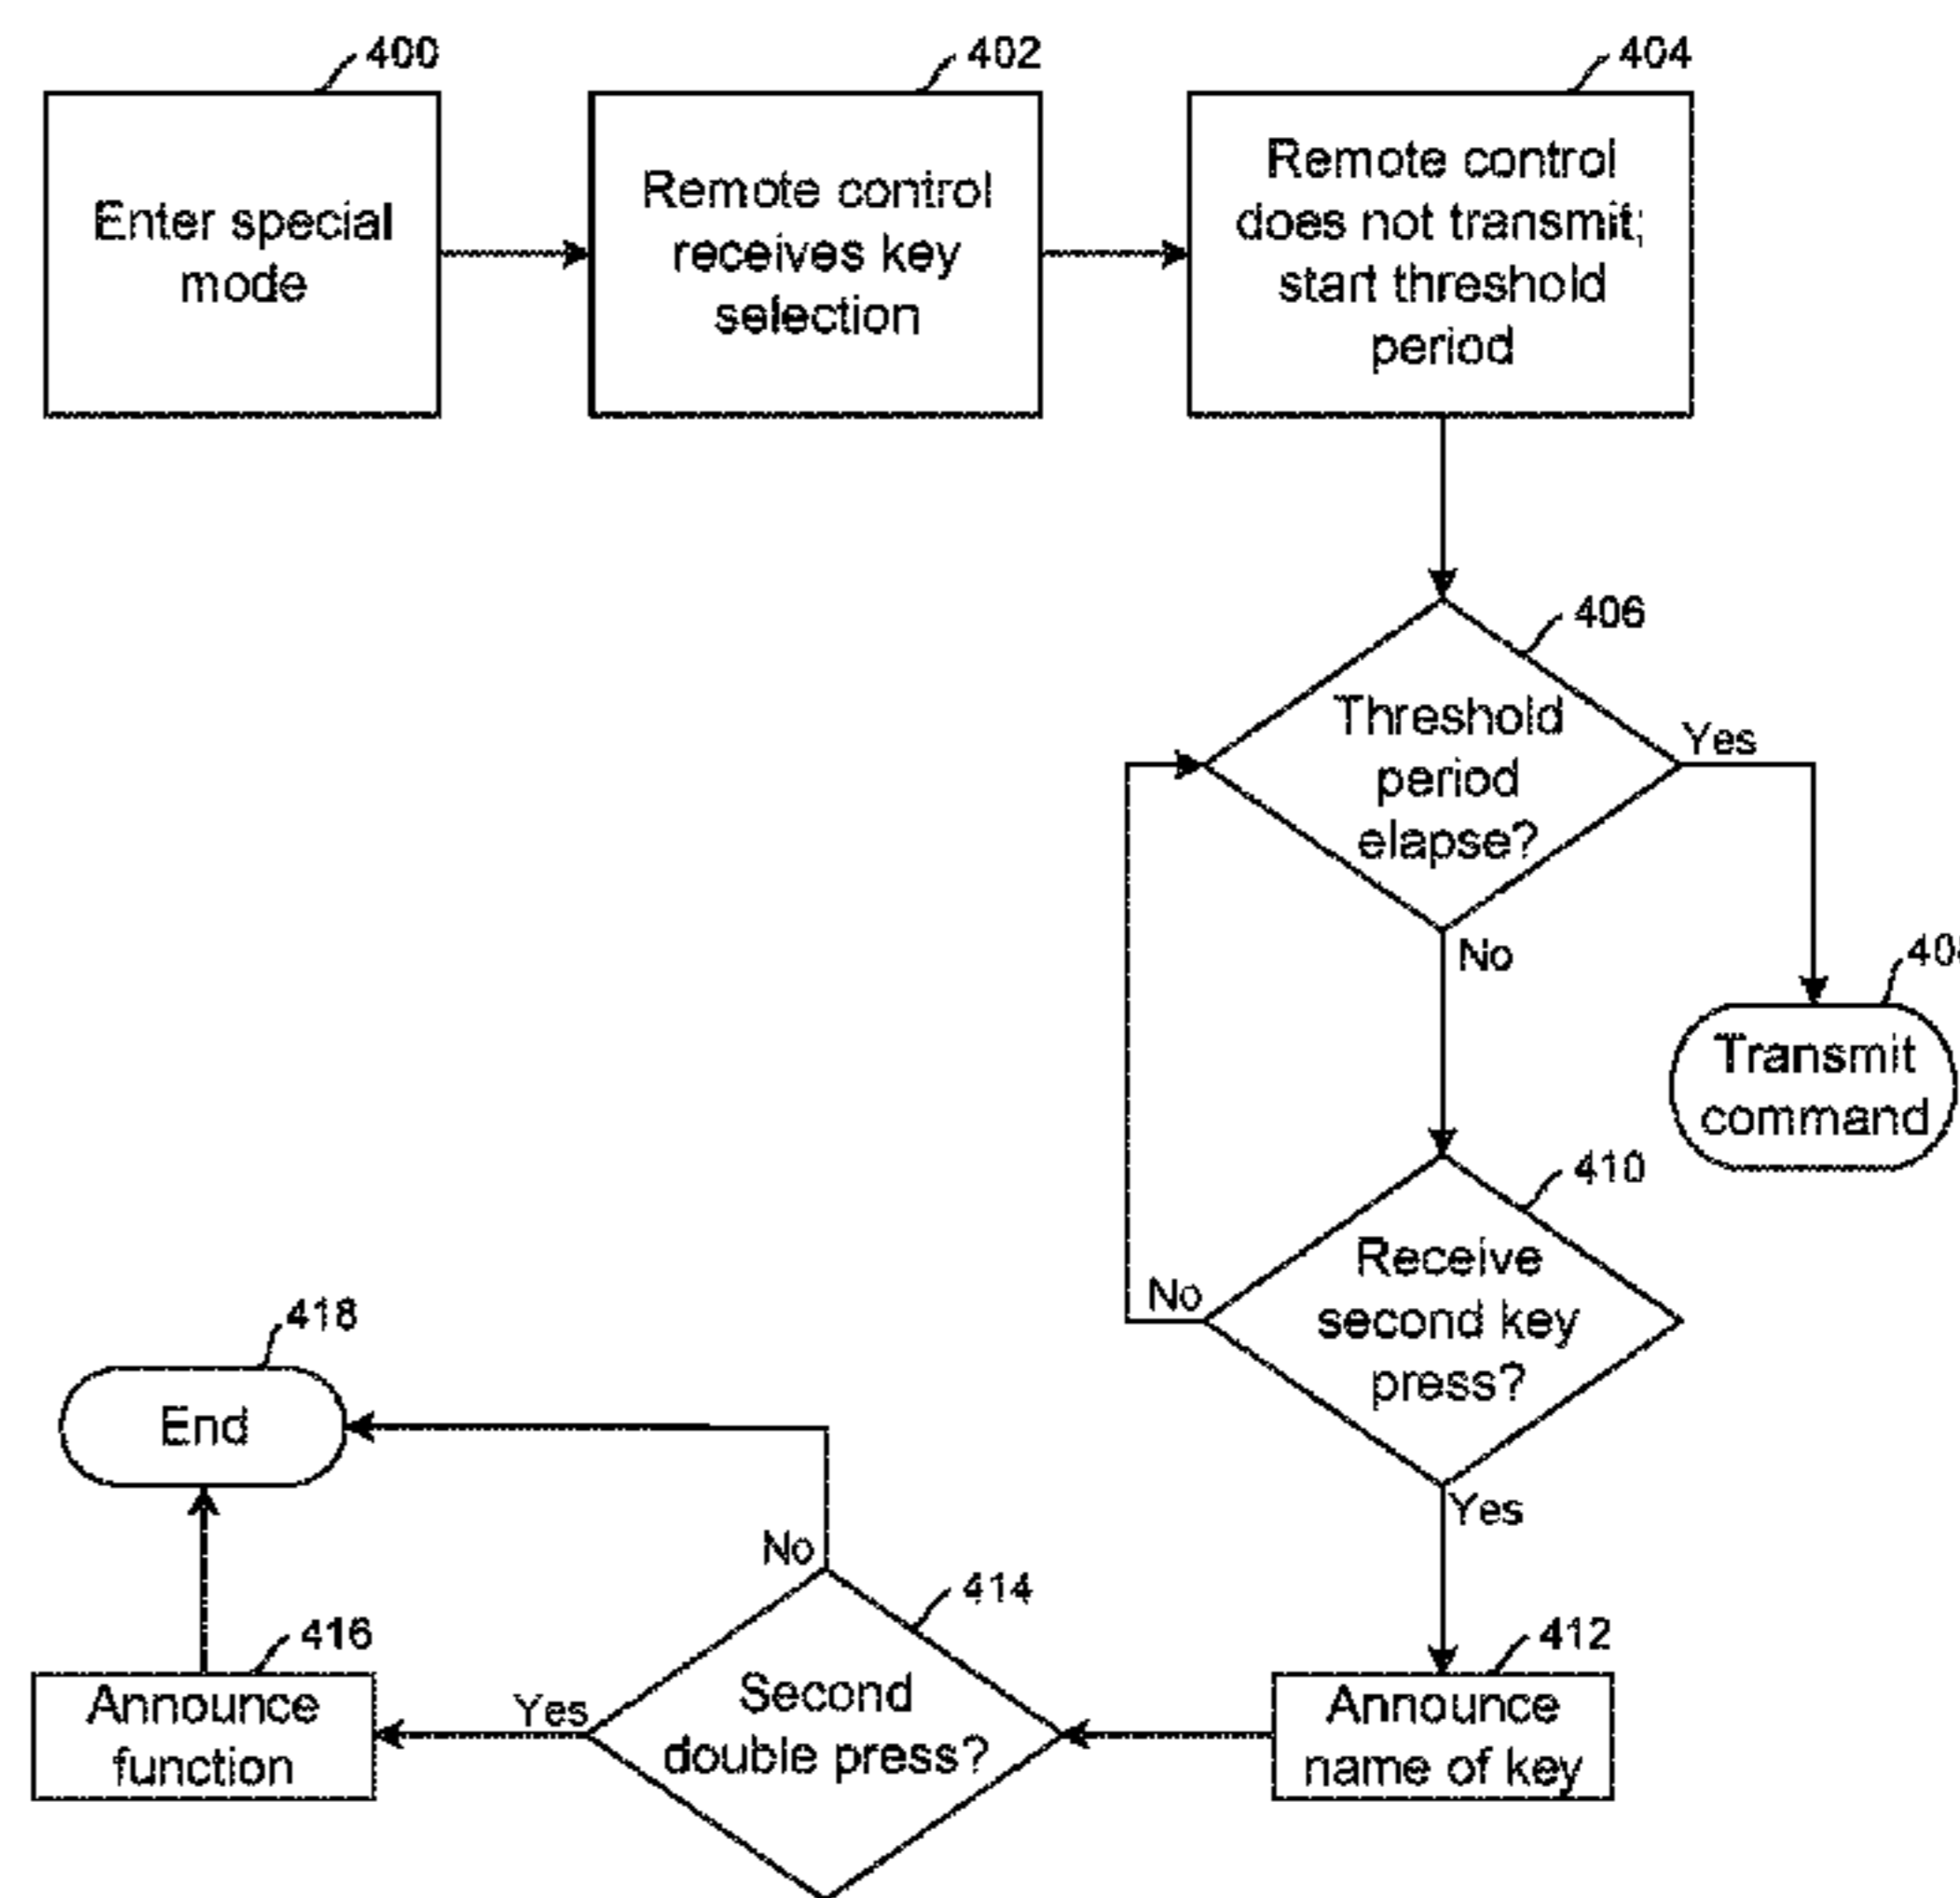 400
Enter special
mode
402
Remote control
receives key
selection
404
Remote control
does not transmit;
start threshold
period
406
Threshold
period
elapse?
Yes
No
Transmit
command
410
Receive
second key
press?
No
Yes
412
Announce
name of key
414
Second
double press?
No
Yes
416
Announce
function
418
End